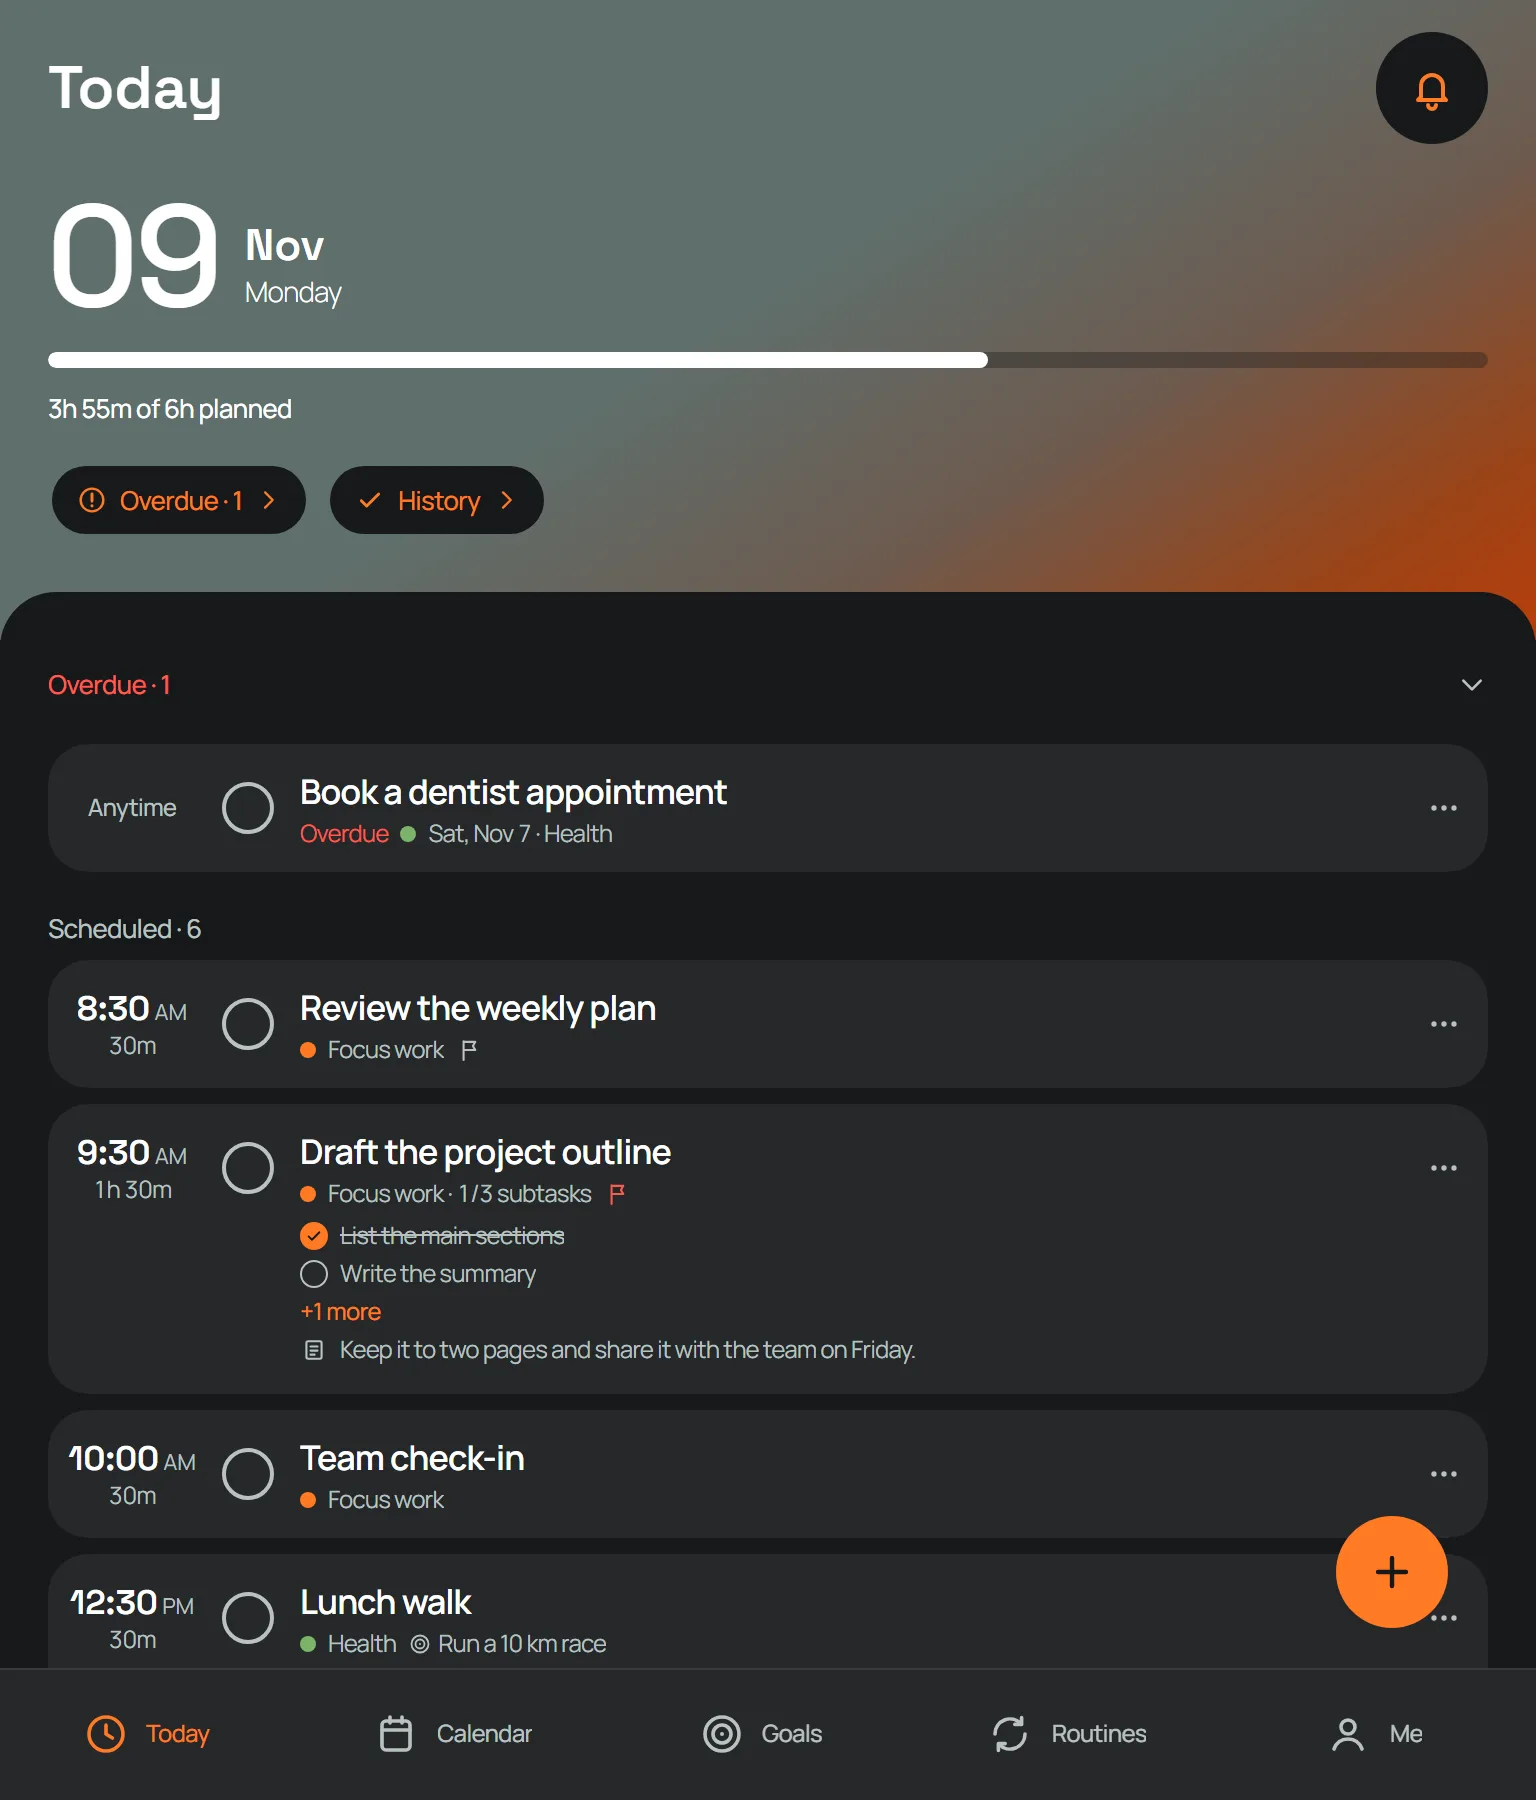 Today
09
Nov
Monday
3h 55m of 6h planned
Overdue · 1
History
Overdue · 1
Anytime
Book a dentist appointment
Overdue Sat, Nov 7 · Health
Scheduled · 6
8:30 AM
30m
Review the weekly plan
Focus work
9:30 AM
1h 30m
Draft the project outline
Focus work · 1/3 subtasks
List the main sections
Write the summary
+1 more
Keep it to two pages and share it with the team on Friday.
10:00 AM
30m
Team check-in
Focus work
12:30 PM
30m
Lunch walk
Health Run a 10 km race
Today
Calendar
Goals
Routines
Me